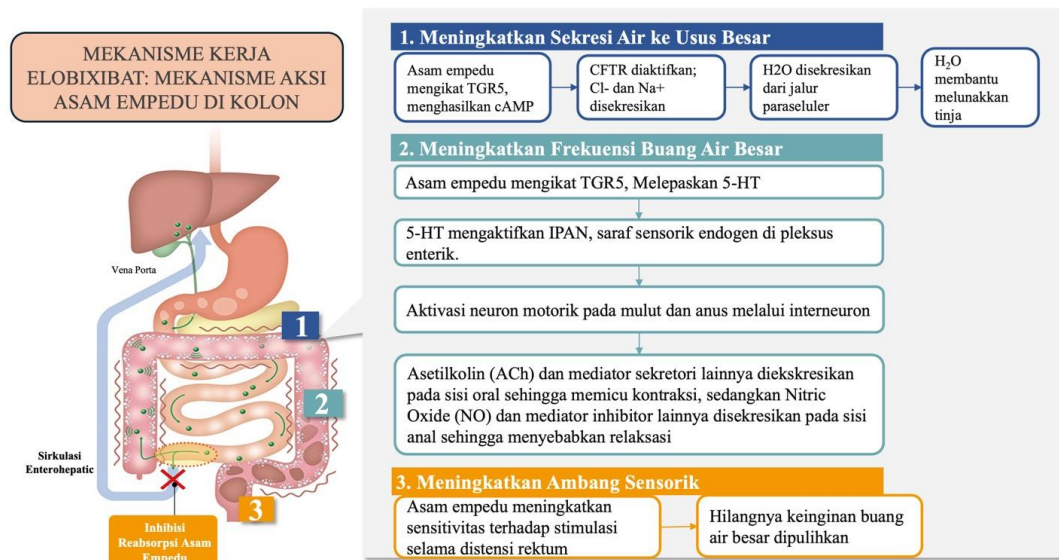 MEKANISME KERJA
ELOBIXIBAT: MEKANISME AKSI
ASAM EMPEDU DI KOLON
Vena Porta
1
2
3
Sirkulasi
Enterohepatic
Inhibisi
Reabsorpsi Asam
Empedu
1. Meningkatkan Sekresi Air ke Usus Besar
Asam empedu
mengikat TGR5,
menghasilkan cAMP
CFTR diaktifkan;
Cl- dan Na+
disekresikan
H2O disekresikan
dari jalur
paraseluler
H₂O
membantu
melunakkan
tinja
2. Meningkatkan Frekuensi Buang Air Besar
Asam empedu mengikat TGR5, Melepaskan 5-HT
5-HT mengaktifkan IPAN, saraf sensorik endogen di pleksus
enterik.
Aktivasi neuron motorik pada mulut dan anus melalui interneuron
Asetilkolin (ACh) dan mediator sekretori lainnya diekskresikan
pada sisi oral sehingga memicu kontraksi, sedangkan Nitric
Oxide (NO) dan mediator inhibitor lainnya disekresikan pada sisi
anal sehingga menyebabkan relaksasi
3. Meningkatkan Ambang Sensorik
Asam empedu meningkatkan
sensitivitas terhadap stimulasi
selama distensi rektum
Hilangnya keinginan buang
air besar dipulihkan